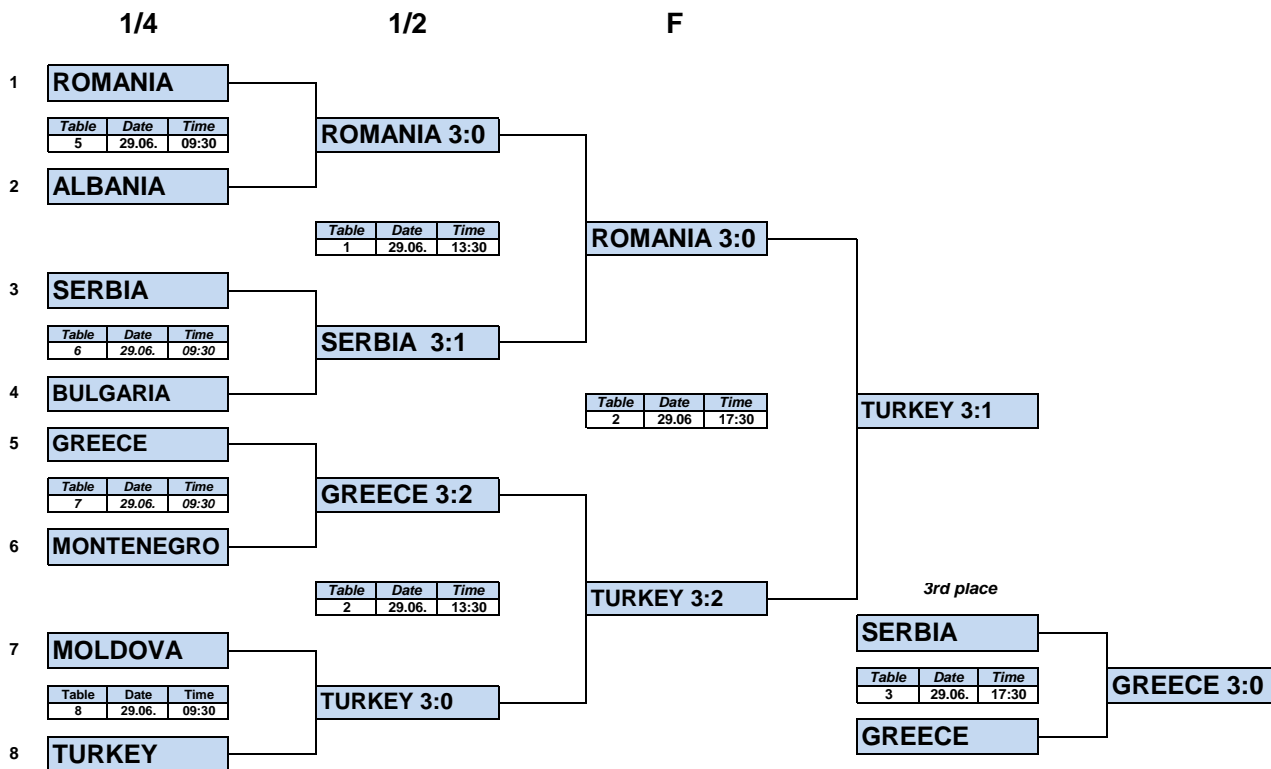 1/4 1/2 F
1 ROMANIA
Table Date Time
5 29.06. 09:30
ROMANIA 3:0
2 ALBANIA
Table Date Time
1 29.06. 13:30
ROMANIA 3:0
3 SERBIA
Table Date Time
6 29.06. 09:30
SERBIA 3:1
4 BULGARIA
Table Date Time
2 29.06 17:30
TURKEY 3:1
5 GREECE
Table Date Time
7 29.06. 09:30
GREECE 3:2
6 MONTENEGRO
Table Date Time
2 29.06. 13:30
TURKEY 3:2
7 MOLDOVA
Table Date Time
8 29.06. 09:30
TURKEY 3:0
8 TURKEY
3rd place
SERBIA
Table Date Time
3 29.06. 17:30
GREECE 3:0
GREECE